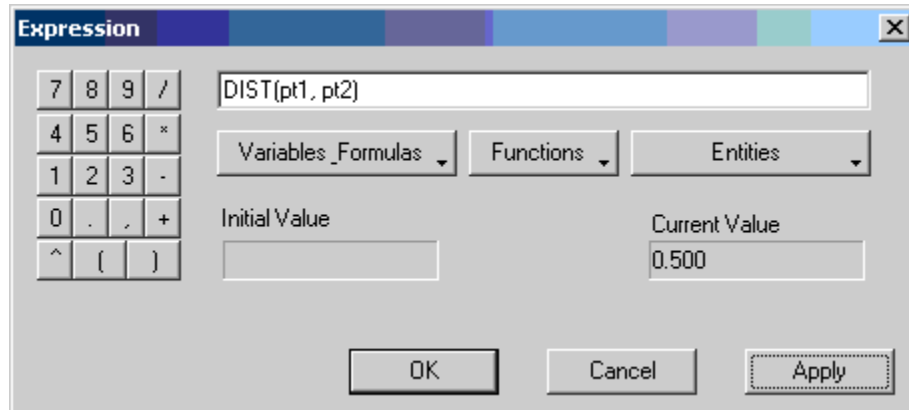 Expression
7 8 9 /
DIST(pt1, pt2)
4 5 6 *
Variables_Formulas Functions Entities
1 2 3 -
0 . , +
Initial Value Current Value
^ ( )
0.500
OK Cancel Apply